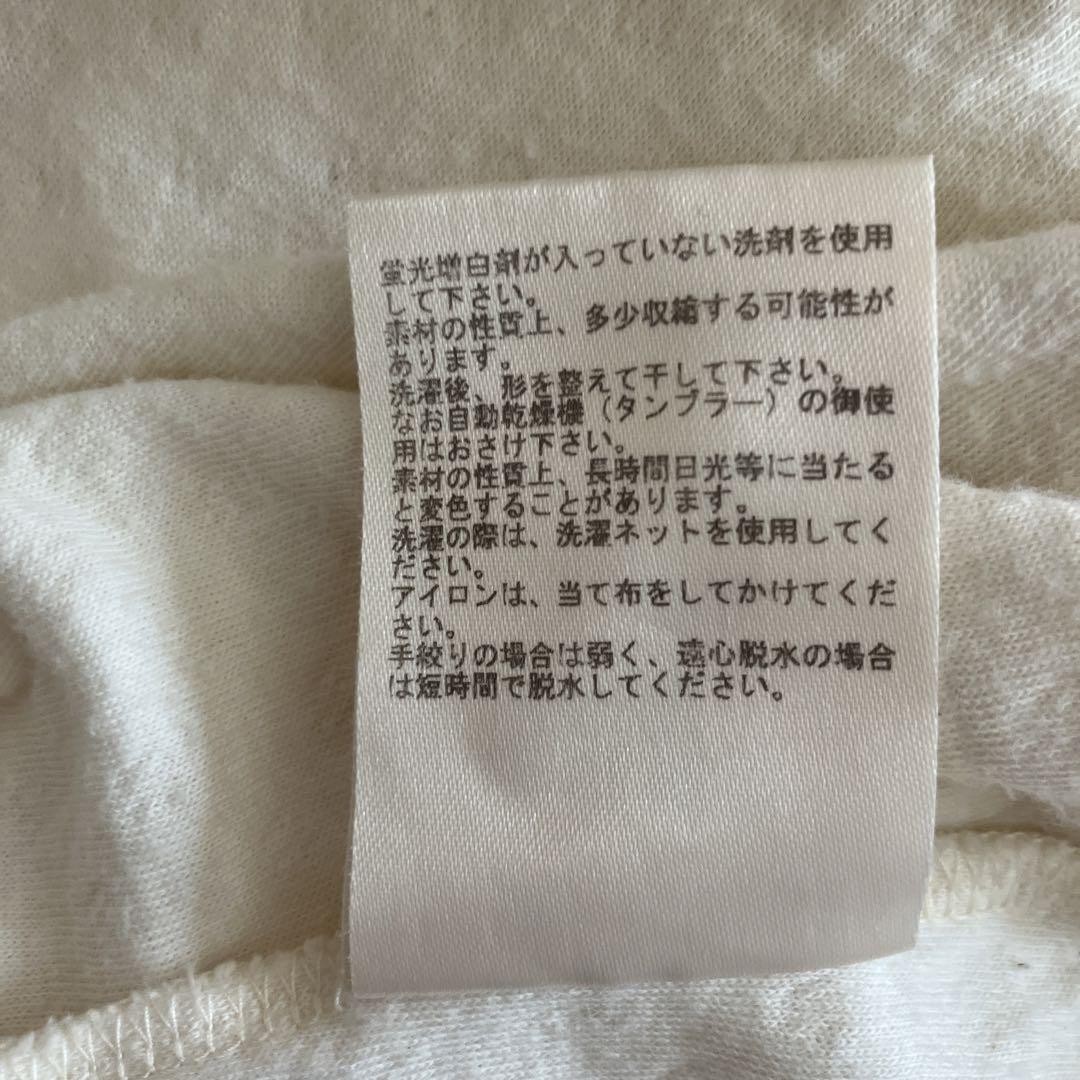 蛍光増白剤が入っていない洗剤を使用
して下さい。
素材の性質上、多少収縮する可能性が
あります。
洗濯後、形を整えて干して下さい。
なお自動乾燥機（タンブラー）の御使
用はおさけ下さい。
素材の性質上、長時間日光等に当たる
と変色することがあります。
洗濯の際は、洗濯ネットを使用してく
ださい。
アイロンは、当て布をしてかけてくだ
さい。
手絞りの場合は弱く、遠心脱水の場合
は短時間で脱水してください。